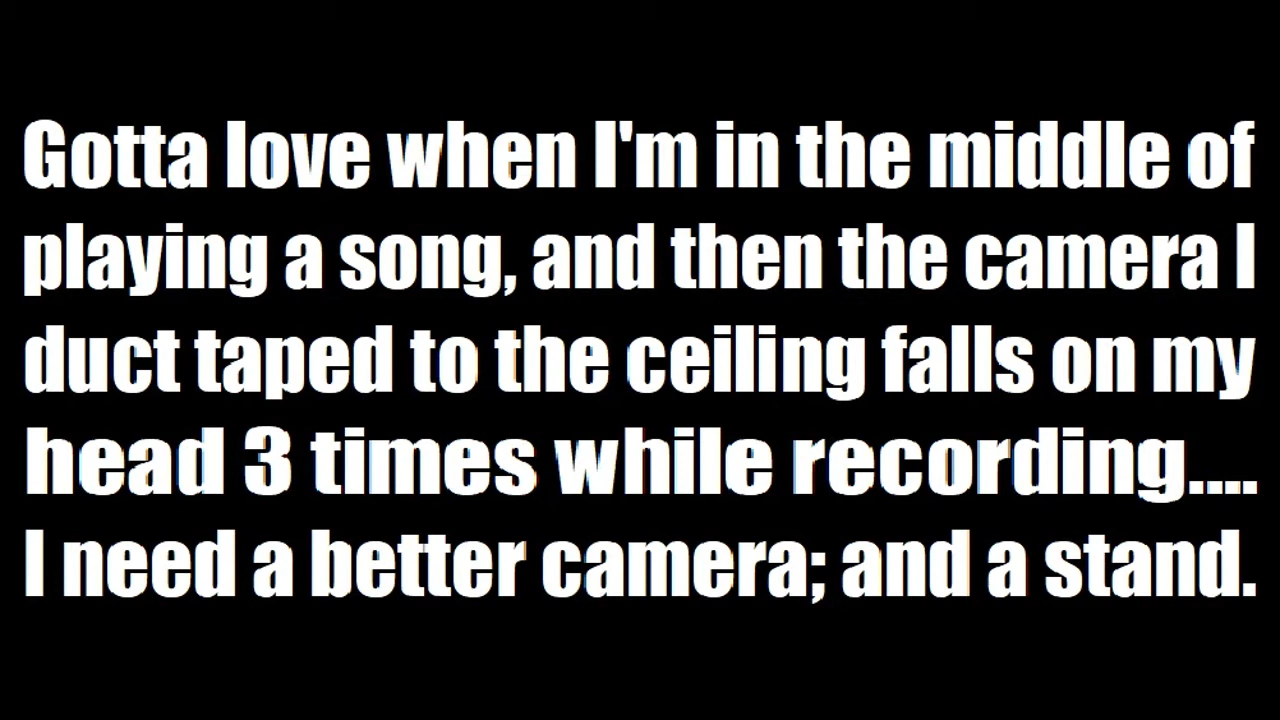 Gotta love when I'm in the middle of
playing a song, and then the camera I
duct taped to the ceiling falls on my
head 3 times while recording....
I need a better camera; and a stand.